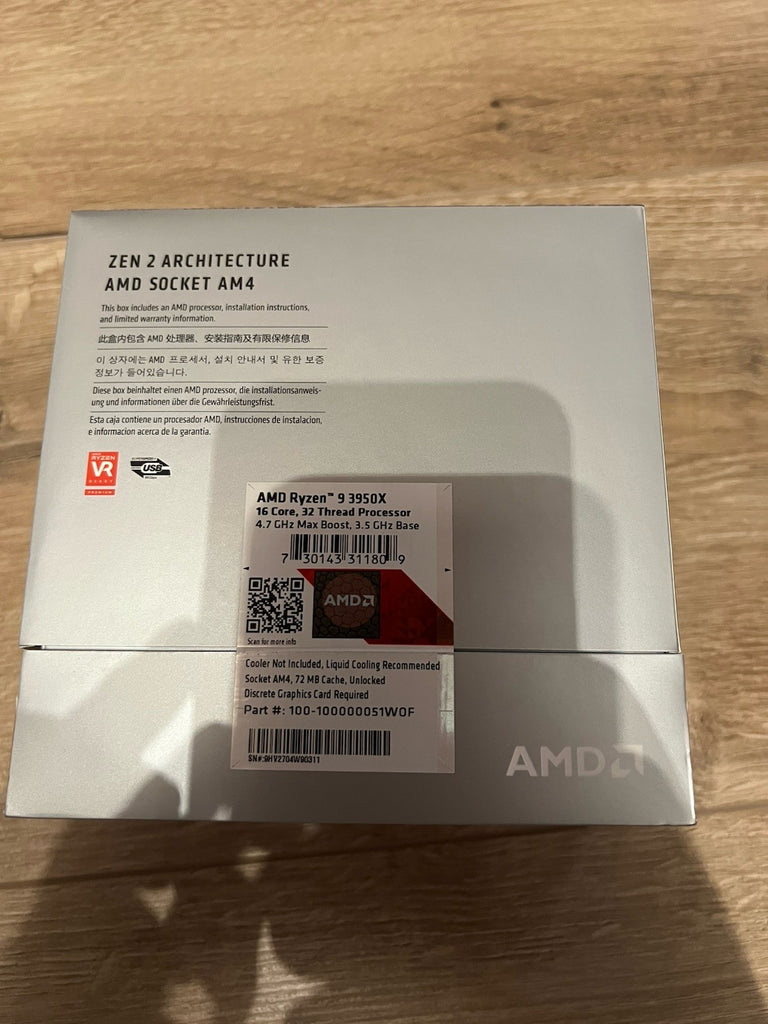 ZEN 2 ARCHITECTURE
AMD SOCKET AM4
This box includes an AMD processor, installation instructions,
and limited warranty information.
此盒内包含 AMD 处理器、安装指南及有限保修信息
이 상자에는 AMD 프로세서, 설치 안내서 및 유한 보증
정보가 들어있습니다.
Diese box beinhaltet einen AMD prozessor, die installationsanweis-
ung und informationen über die Gewährleistungsfrist.
Esta caja contiene un procesador AMD, instrucciones de instalacion,
e informacion acerca de la garantia.
RYZEN
VR
READY
PREMIUM
USB
AMD Ryzen™ 9 3950X
16 Core, 32 Thread Processor
4.7 GHz Max Boost, 3.5 GHz Base
7 30143 31180 9
AMD
Scan for more info
Cooler Not Included, Liquid Cooling Recommended
Socket AM4, 72 MB Cache, Unlocked
Discrete Graphics Card Required
Part #: 100-100000051WOF
SN#:9HV2704W90311
AMD